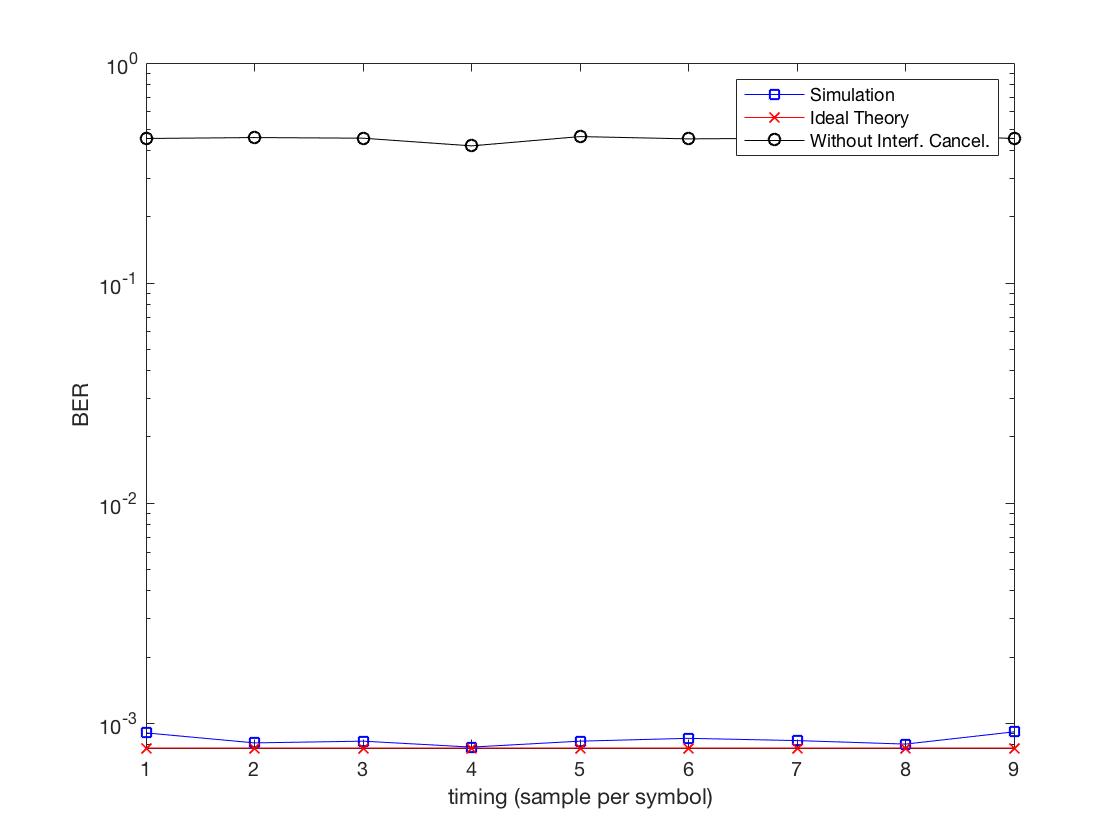 10^0
Simulation
Ideal Theory
Without Interf. Cancel.
10^-1
BER
10^-2
10^-3
1 2 3 4 5 6 7 8 9
timing (sample per symbol)